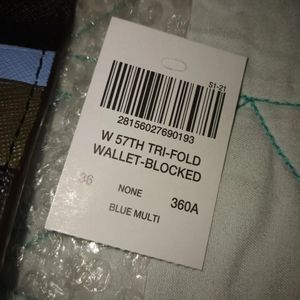 S1-21
28156027690193
W 57TH TRI-FOLD
WALLET-BLOCKED
36
NONE
360A
BLUE MULTI